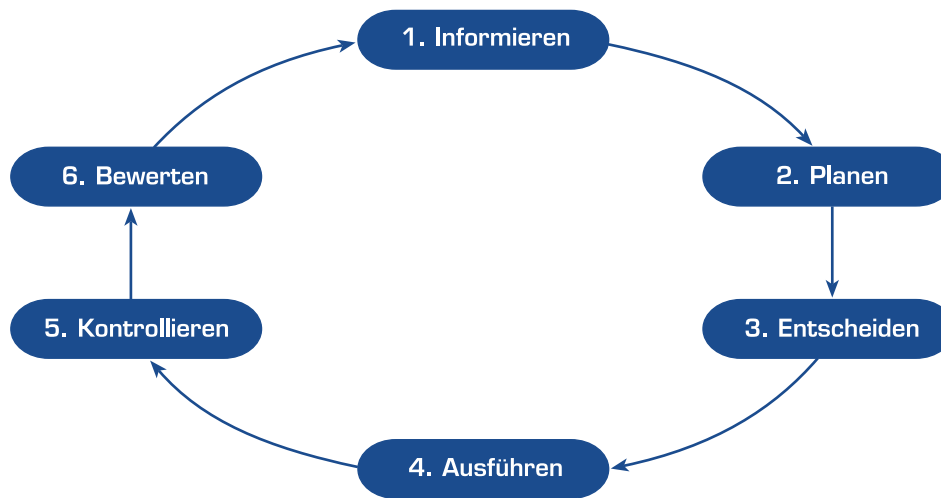 1. Informieren
2. Planen
3. Entscheiden
4. Ausführen
5. Kontrollieren
6. Bewerten